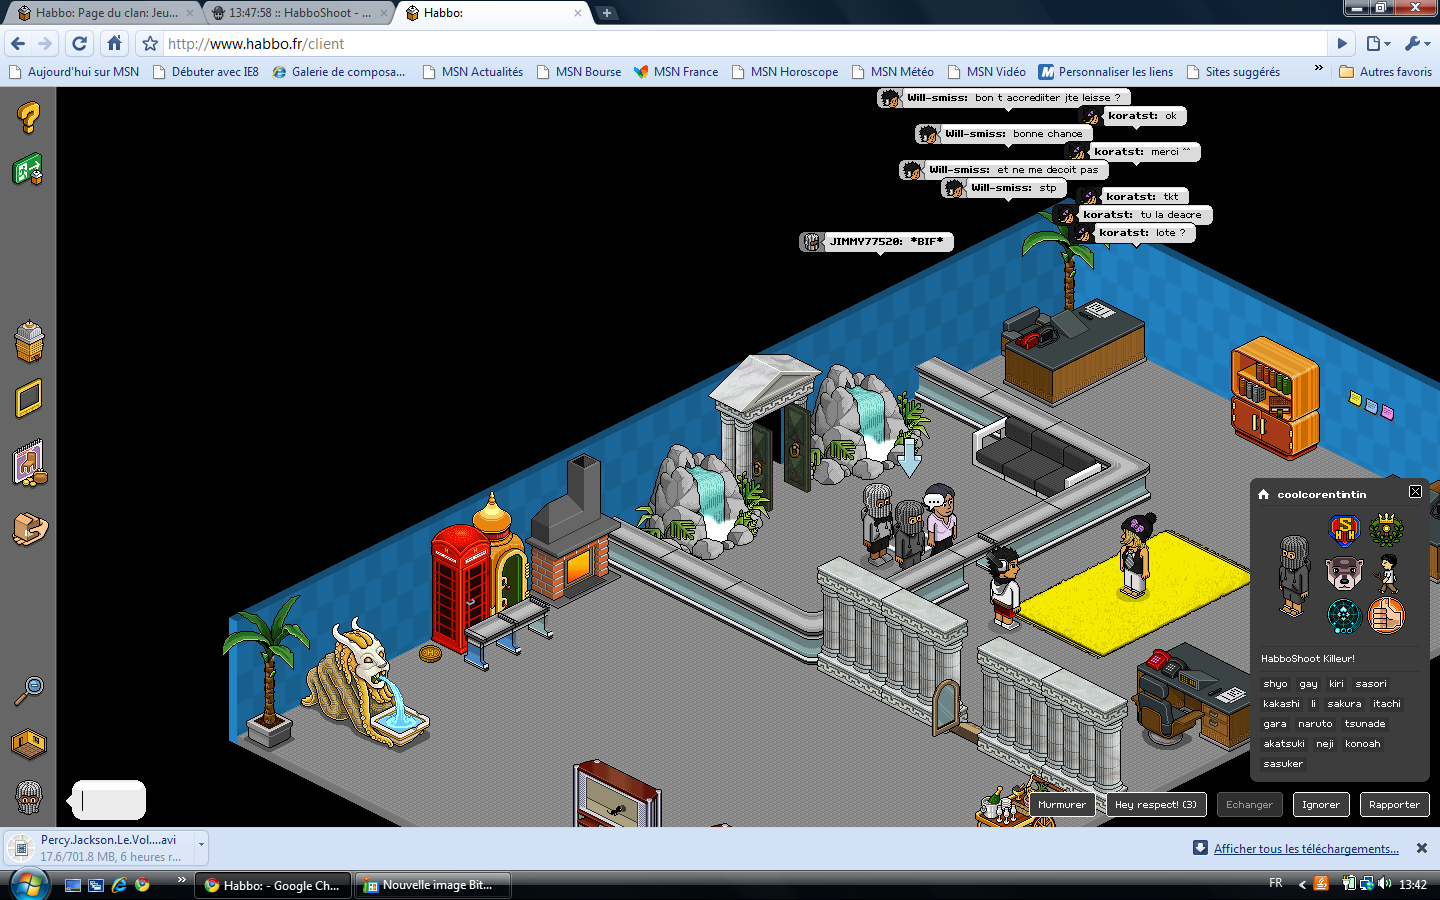 Habbo: Page du clan: Jeu...
13:47:58 :: HabboShoot - ...
Habbo:
http://www.habbo.fr/client
Aujourd'hui sur MSN
Débuter avec IE8
Galerie de composa...
MSN Actualités
MSN Bourse
MSN France
MSN Horoscope
MSN Météo
MSN Vidéo
Personnaliser les liens
Sites suggérés
»
Autres favoris
Will-smiss: bon t accrediiter jte leisse ?
koratst: ok
Will-smiss: bonne chance
koratst: merci ^^
Will-smiss: et ne me decoit pas
Will-smiss: stp
koratst: tkt
koratst: tu la deacre
koratst: lote ?
JIMMY77520: *BIF*
coolcorentintin
HabboShoot Killeur!
shyo gay kiri sasori
kakashi li sakura itachi
gara naruto tsunade
akatsuki neji konoah
sasuker
Murmurer
Hey respect! (3)
Echanger
Ignorer
Rapporter
Percy.Jackson.Le.Vol....avi
17.6/701.8 MB, 6 heures r...
Afficher tous les téléchargements...
»
Habbo: - Google Ch...
Nouvelle image Bit...
FR
13:42